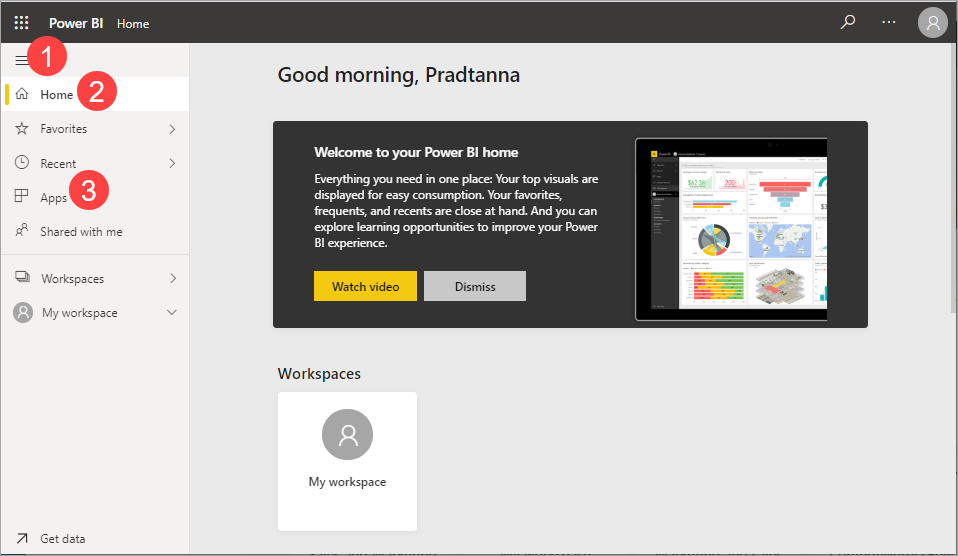 Power BI Home
1
Home
2
Favorites
Recent
Apps
3
Shared with me
Workspaces
My workspace
Get data
Good morning, Pradtanna
Welcome to your Power BI home
Everything you need in one place: Your top visuals are
displayed for easy consumption. Your favorites,
frequents, and recents are close at hand. And you can
explore learning opportunities to improve your Power
BI experience.
Watch video
Dismiss
Workspaces
My workspace